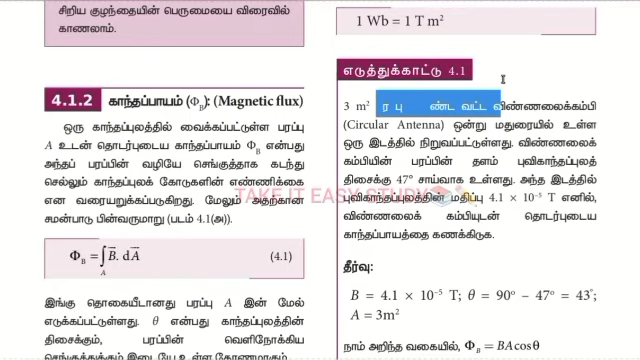 சிறிய குழந்தையின் பெருமையை விரைவில்
காணலாம்.
4.1.2 காந்தப்பாயம் (Φ_B): (Magnetic flux)
ஒரு காந்தப்புலத்தில் வைக்கப்பட்டுள்ள பரப்பு
A உடன் தொடர்புடைய காந்தப்பாயம் Φ_B என்பது
அந்தப் பரப்பின் வழியே செங்குத்தாக கடந்து
செல்லும் காந்தப்புலக் கோடுகளின் எண்ணிக்கை
என வரையறுக்கப்படுகிறது. மேலும் அதற்கான
சமன்பாடு பின்வருமாறு (படம் 4.1(அ)).
Φ_B = ∫_A B⃗. dA⃗ (4.1)
இங்கு தொகையீடானது பரப்பு A இன் மேல்
எடுக்கப்பட்டுள்ளது. θ என்பது காந்தப்புலத்தின்
திசைக்கும், பரப்பின் வெளிநோக்கிய
செங்குத்துக்கும் இடையே உள்ள கோணமாகும்.
1 Wb = 1 T m²
எடுத்துக்காட்டு 4.1
3 m² ர பு ண்ட வட்ட விண்ணலைக்கம்பி
(Circular Antenna) ஒன்று மதுரையில் உள்ள
ஒரு இடத்தில் நிறுவப்பட்டுள்ளது. விண்ணலைக்
கம்பியின் பரப்பின் தளம் புவிகாந்தப்புலத்
திசைக்கு 47° சாய்வாக உள்ளது. அந்த இடத்தில்
புவிகாந்தப்புலத்தின் மதிப்பு 4.1 × 10⁻⁵ T எனில்,
விண்ணலைக் கம்பியுடன் தொடர்புடைய
காந்தப்பாயத்தை கணக்கிடுக.
தீர்வு:
B = 4.1 × 10⁻⁵ T; θ = 90° – 47° = 43°;
A = 3m²
நாம் அறிந்த வகையில், Φ_B = BAcosθ
TAKE IT EASY STUDY